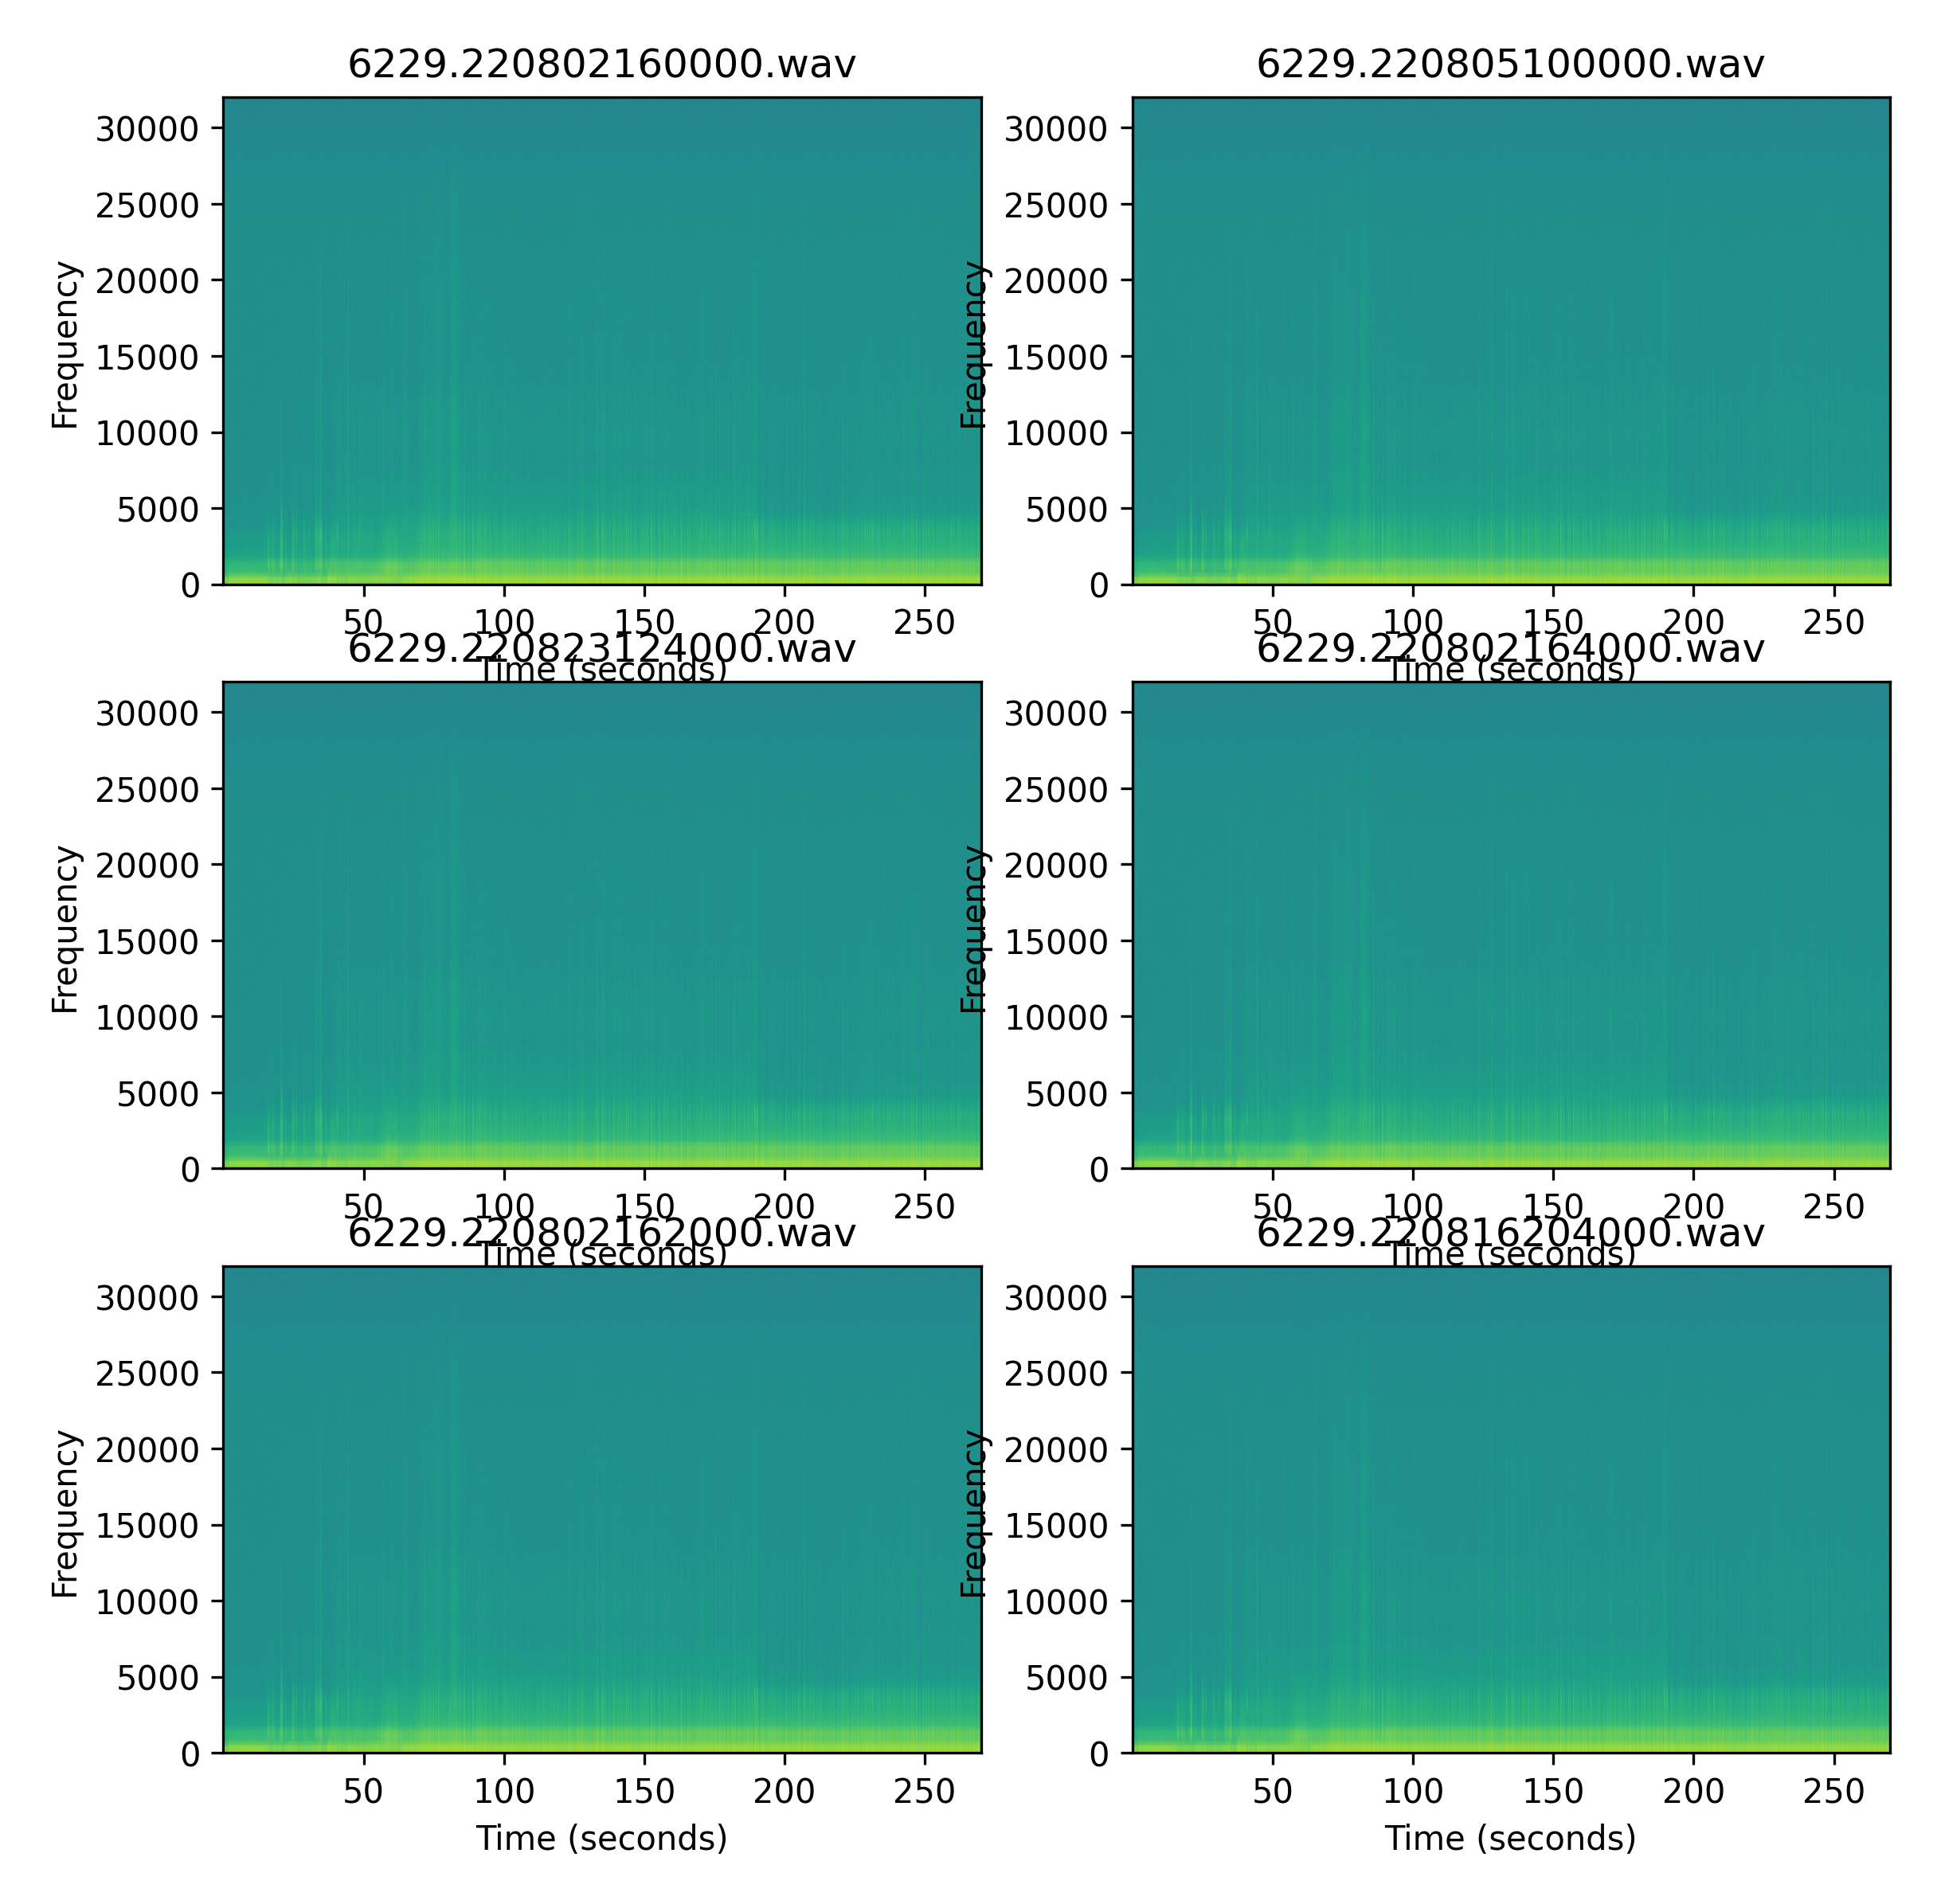 6229.220802160000.wav
30000
25000
20000
15000
10000
5000
0
Frequency
50 100 150 200 250
Time (seconds)
6229.220805100000.wav
30000
25000
20000
15000
10000
5000
0
Frequency
50 100 150 200 250
Time (seconds)
6229.220823124000.wav
30000
25000
20000
15000
10000
5000
0
Frequency
50 100 150 200 250
Time (seconds)
6229.220802164000.wav
30000
25000
20000
15000
10000
5000
0
Frequency
50 100 150 200 250
Time (seconds)
6229.220802162000.wav
30000
25000
20000
15000
10000
5000
0
Frequency
50 100 150 200 250
Time (seconds)
6229.220816204000.wav
30000
25000
20000
15000
10000
5000
0
Frequency
50 100 150 200 250
Time (seconds)